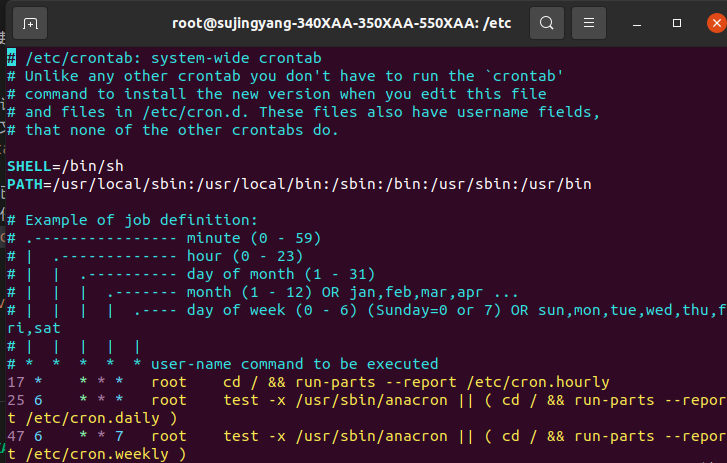 root@sujingyang-340XAA-350XAA-550XAA: /etc
# /etc/crontab: system-wide crontab
# Unlike any other crontab you don't have to run the `crontab'
# command to install the new version when you edit this file
# and files in /etc/cron.d. These files also have username fields,
# that none of the other crontabs do.
SHELL=/bin/sh
PATH=/usr/local/sbin:/usr/local/bin:/sbin:/bin:/usr/sbin:/usr/bin
# Example of job definition:
# .---------------- minute (0 - 59)
# |  .------------- hour (0 - 23)
# |  |  .---------- day of month (1 - 31)
# |  |  |  .------- month (1 - 12) OR jan,feb,mar,apr ...
# |  |  |  |  .---- day of week (0 - 6) (Sunday=0 or 7) OR sun,mon,tue,wed,thu,f
ri,sat
# |  |  |  |  |
# *  *  *  *  * user-name command to be executed
17 *    * * *   root    cd / && run-parts --report /etc/cron.hourly
25 6    * * *   root    test -x /usr/sbin/anacron || ( cd / && run-parts --repor
t /etc/cron.daily )
47 6    * * 7   root    test -x /usr/sbin/anacron || ( cd / && run-parts --repor
t /etc/cron.weekly )